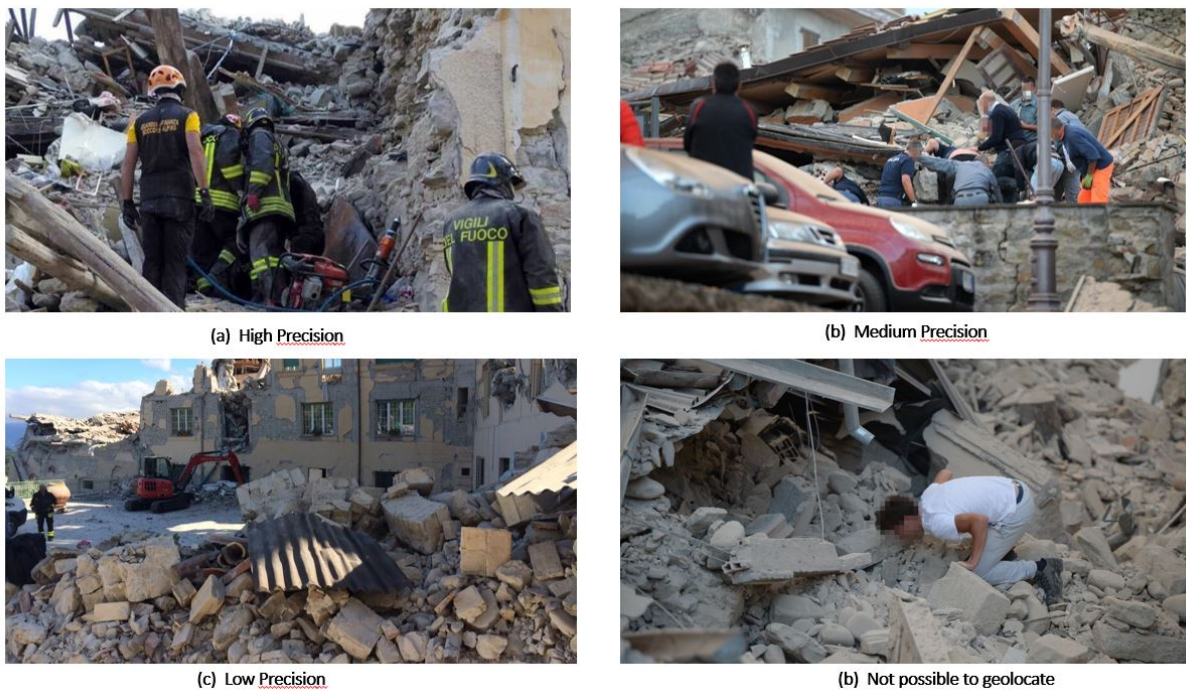 VIGILI
DEL FUOCO
(a) High Precision
(b) Medium Precision
(c) Low Precision
(b) Not possible to geolocate